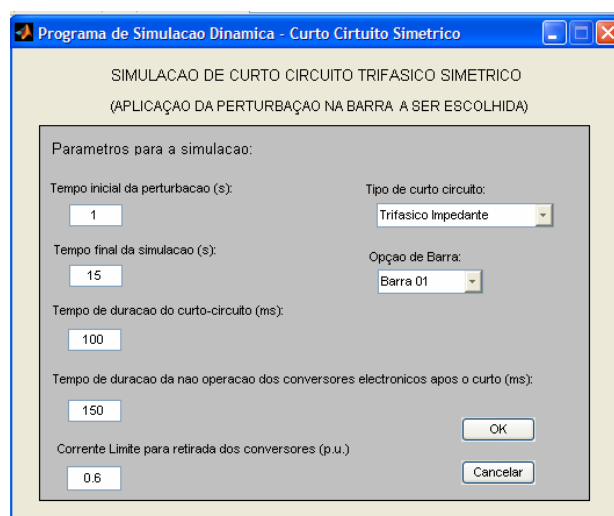 Programa de Simulacao Dinamica - Curto Cirtuito Simetrico
SIMULACAO DE CURTO CIRCUITO TRIFASICO SIMETRICO
(APLICAÇAO DA PERTURBAÇAO NA BARRA A SER ESCOLHIDA)
Parametros para a simulacao:
Tempo inicial da perturbacao (s):
1
Tipo de curto circuito:
Trifasico Impedante
Tempo final da simulacao (s):
15
Opçao de Barra:
Barra 01
Tempo de duracao do curto-circuito (ms):
100
Tempo de duracao da nao operacao dos conversores electronicos apos o curto (ms):
150
Corrente Limite para retirada dos conversores (p.u.)
0.6
OK
Cancelar